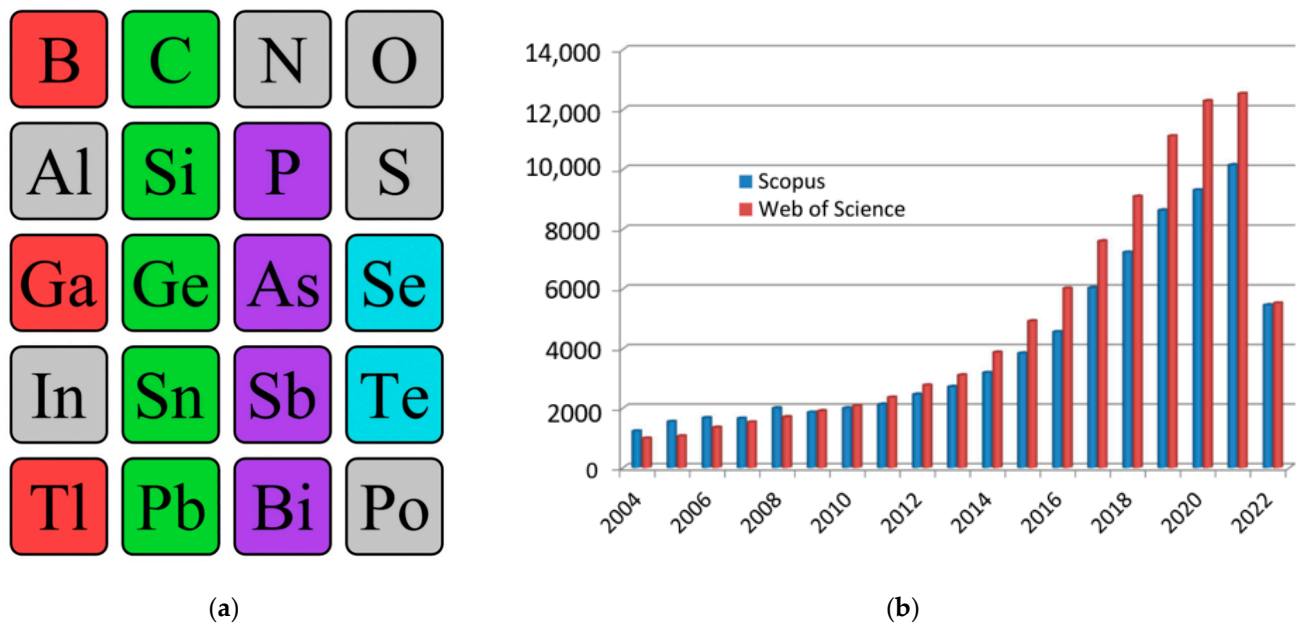 B C N O
Al Si P S
Ga Ge As Se
In Sn Sb Te
Tl Pb Bi Po
(a)
14,000
12,000
10,000
8000
6000
4000
2000
0
Scopus
Web of Science
2004 2006 2008 2010 2012 2014 2016 2018 2020 2022
(b)